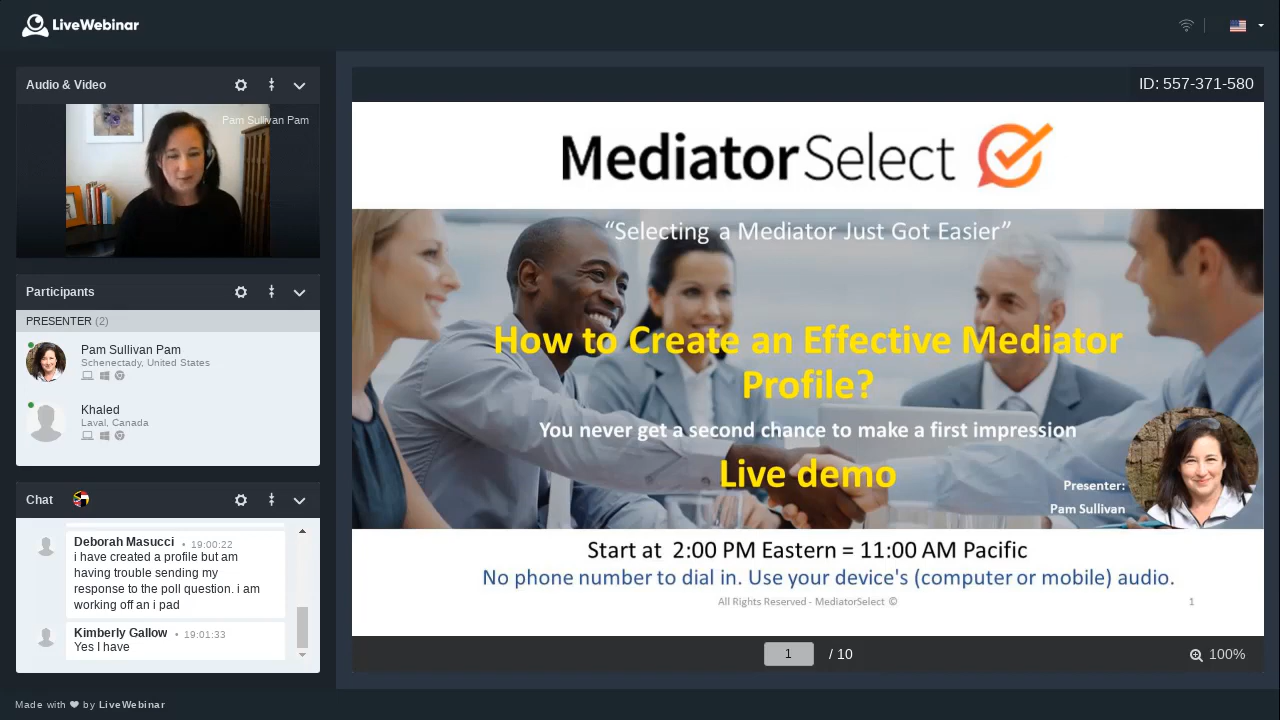 LiveWebinar
Audio & Video
Pam Sullivan Pam
Participants
PRESENTER (2)
Pam Sullivan Pam
Schenectady, United States
Khaled
Laval, Canada
Chat
Deborah Masucci • 19:00:22
i have created a profile but am
having trouble sending my
response to the poll question. i am
working off an i pad
Kimberly Gallow • 19:01:33
Yes I have
ID: 557-371-580
MediatorSelect
“Selecting a Mediator Just Got Easier”
How to Create an Effective Mediator
Profile?
You never get a second chance to make a first impression
Live demo
Presenter:
Pam Sullivan
Start at 2:00 PM Eastern = 11:00 AM Pacific
No phone number to dial in. Use your device's (computer or mobile) audio.
All Rights Reserved - MediatorSelect ©
1
1 / 10
100%
Made with ❤ by LiveWebinar